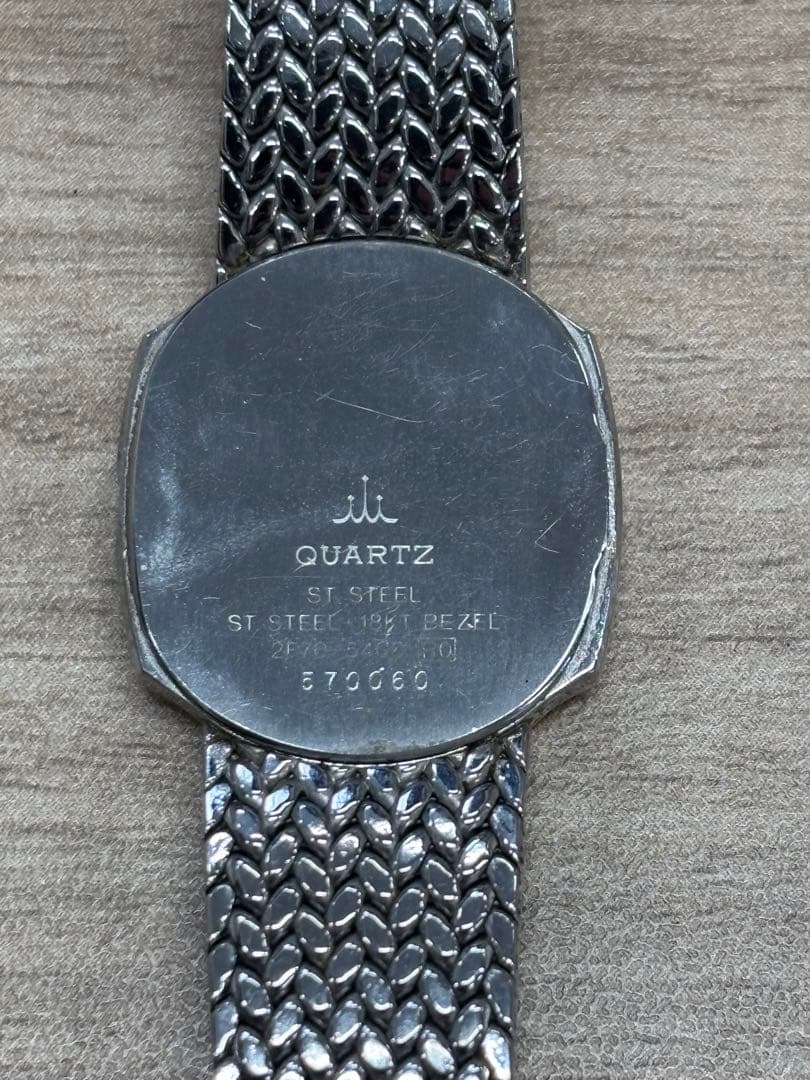 QUARTZ
ST. STEEL
ST. STEEL·18KT BEZEL
570060